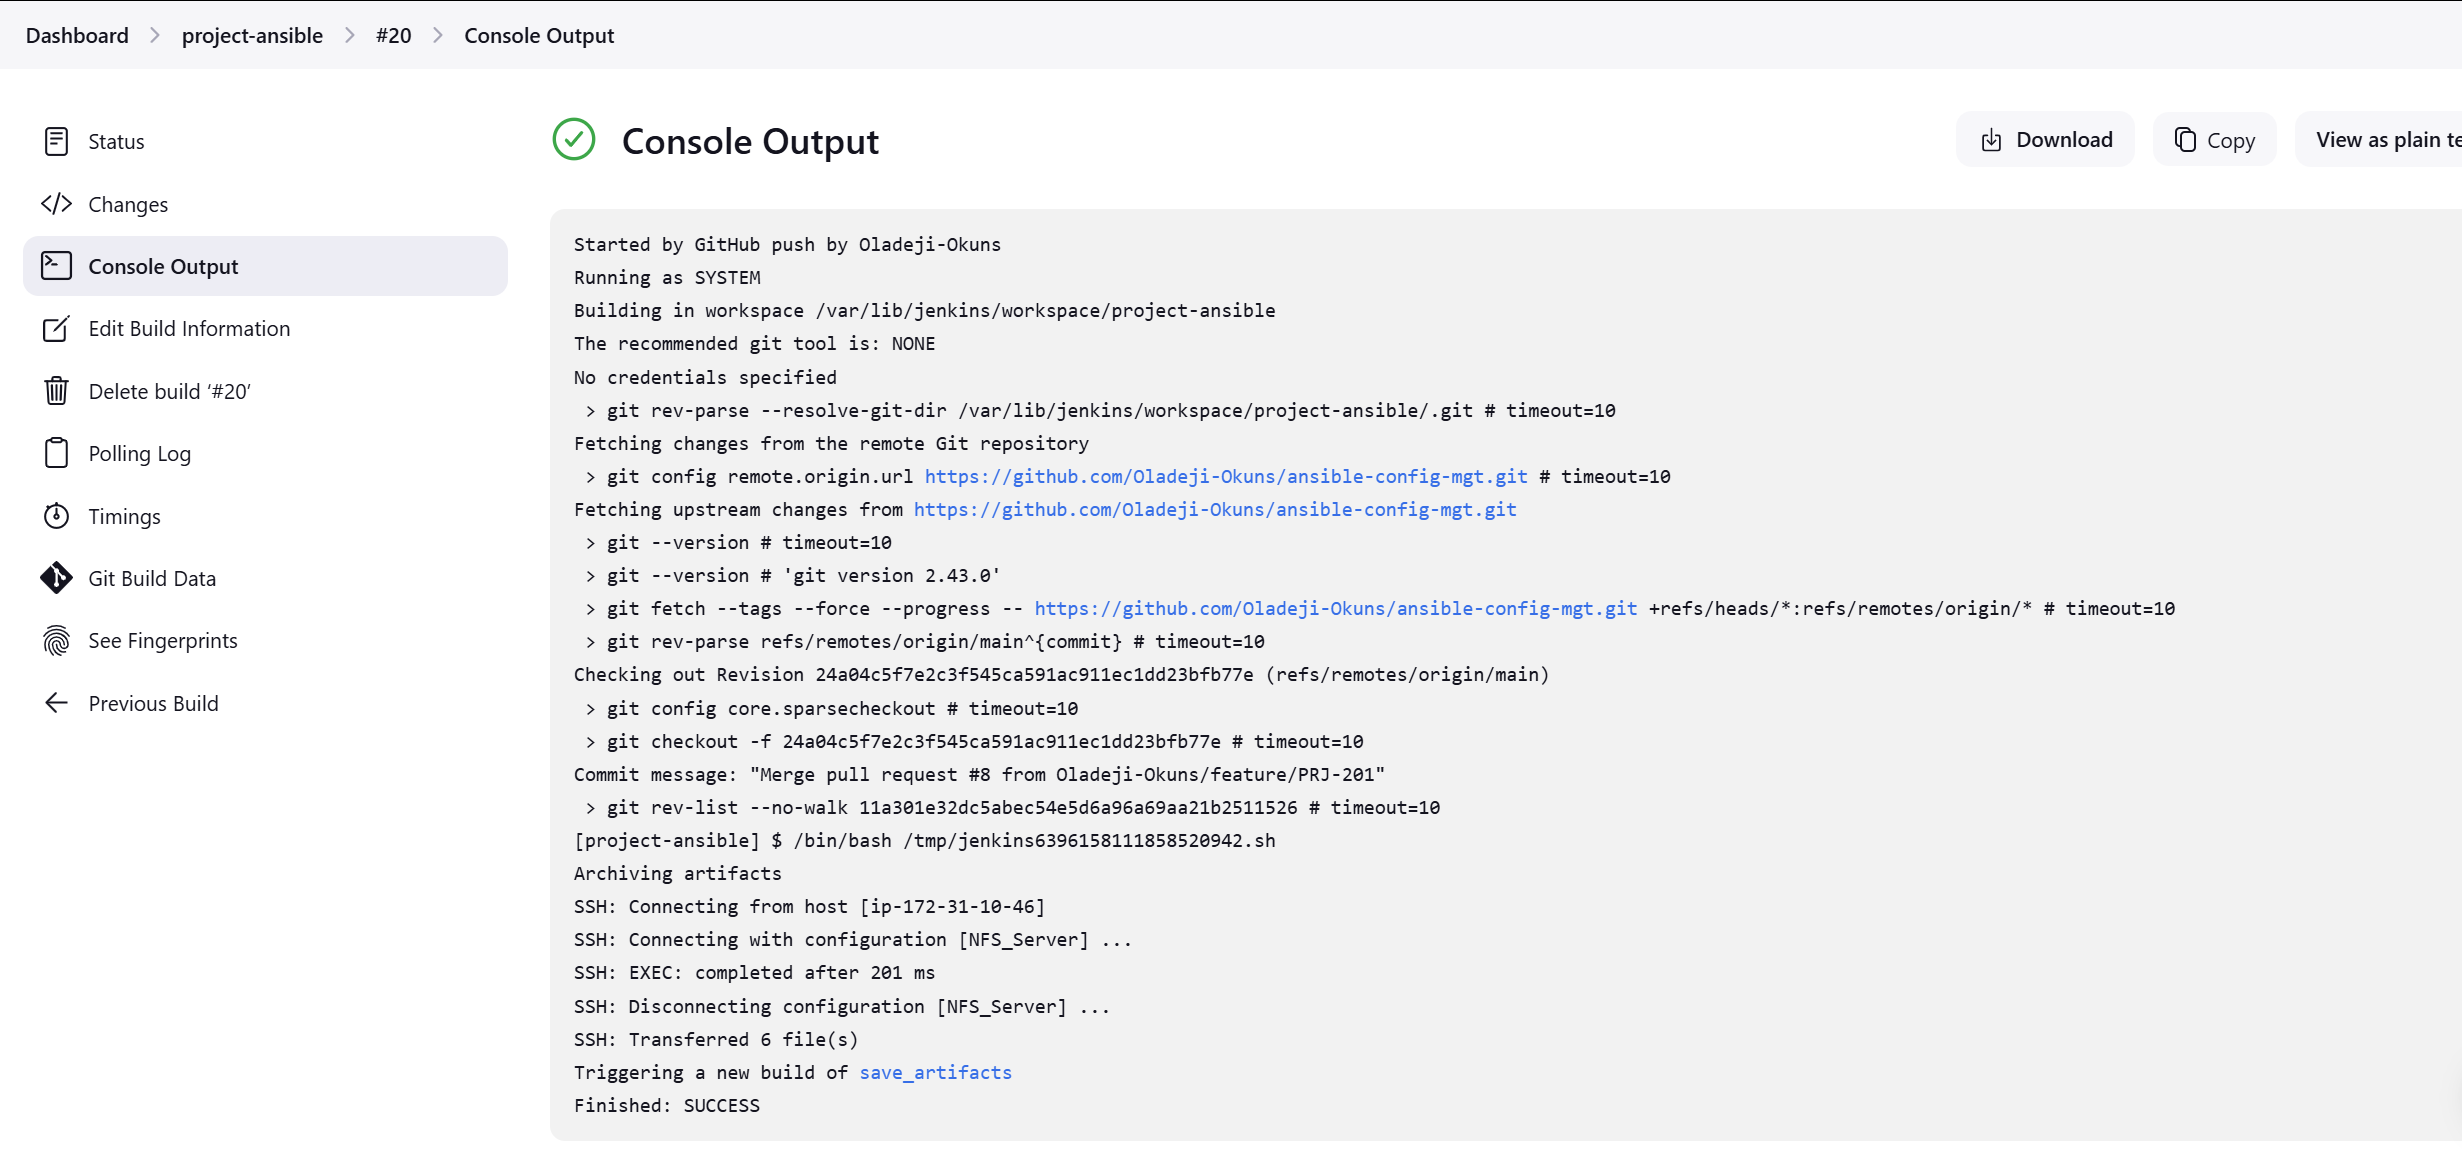 Dashboard > project-ansible > #20 > Console Output
Status
Changes
Console Output
Edit Build Information
Delete build ‘#20’
Polling Log
Timings
Git Build Data
See Fingerprints
Previous Build
Console Output
Download
Copy
View as plain te
Started by GitHub push by Oladeji-Okuns
Running as SYSTEM
Building in workspace /var/lib/jenkins/workspace/project-ansible
The recommended git tool is: NONE
No credentials specified
 > git rev-parse --resolve-git-dir /var/lib/jenkins/workspace/project-ansible/.git # timeout=10
Fetching changes from the remote Git repository
 > git config remote.origin.url https://github.com/Oladeji-Okuns/ansible-config-mgt.git # timeout=10
Fetching upstream changes from https://github.com/Oladeji-Okuns/ansible-config-mgt.git
 > git --version # timeout=10
 > git --version # 'git version 2.43.0'
 > git fetch --tags --force --progress -- https://github.com/Oladeji-Okuns/ansible-config-mgt.git +refs/heads/*:refs/remotes/origin/* # timeout=10
 > git rev-parse refs/remotes/origin/main^{commit} # timeout=10
Checking out Revision 24a04c5f7e2c3f545ca591ac911ec1dd23bfb77e (refs/remotes/origin/main)
 > git config core.sparsecheckout # timeout=10
 > git checkout -f 24a04c5f7e2c3f545ca591ac911ec1dd23bfb77e # timeout=10
Commit message: "Merge pull request #8 from Oladeji-Okuns/feature/PRJ-201"
 > git rev-list --no-walk 11a301e32dc5abec54e5d6a96a69aa21b2511526 # timeout=10
[project-ansible] $ /bin/bash /tmp/jenkins6396158111858520942.sh
Archiving artifacts
SSH: Connecting from host [ip-172-31-10-46]
SSH: Connecting with configuration [NFS_Server] ...
SSH: EXEC: completed after 201 ms
SSH: Disconnecting configuration [NFS_Server] ...
SSH: Transferred 6 file(s)
Triggering a new build of save_artifacts
Finished: SUCCESS